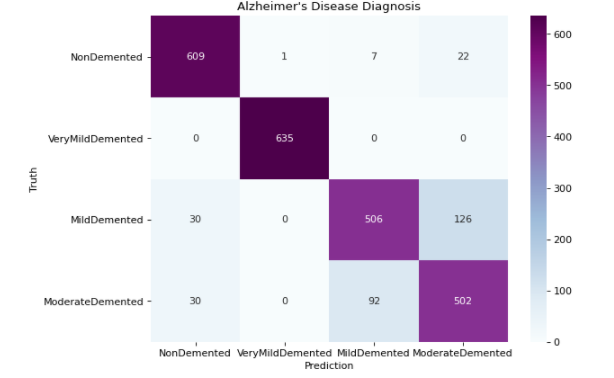 Alzheimer's Disease Diagnosis
NonDemented 609 1 7 22
VeryMildDemented 0 635 0 0
MildDemented 30 0 506 126
ModerateDemented 30 0 92 502
NonDemented VeryMildDemented MildDemented ModerateDemented
Prediction
Truth
600
500
400
300
200
100
0